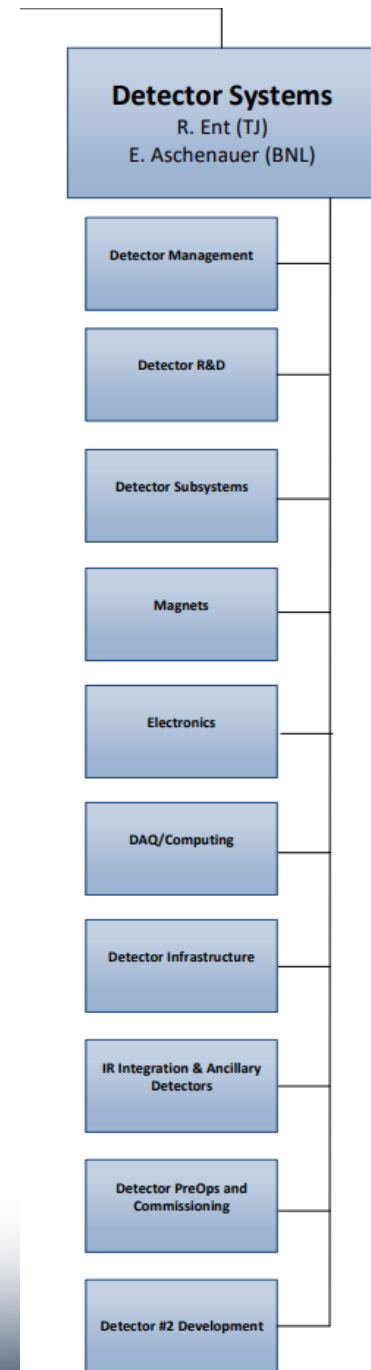 Detector Systems
R. Ent (TJ)
E. Aschenauer (BNL)
Detector Management
Detector R&D
Detector Subsystems
Magnets
Electronics
DAQ/Computing
Detector Infrastructure
IR Integration & Ancillary
Detectors
Detector PreOps and
Commissioning
Detector #2 Development